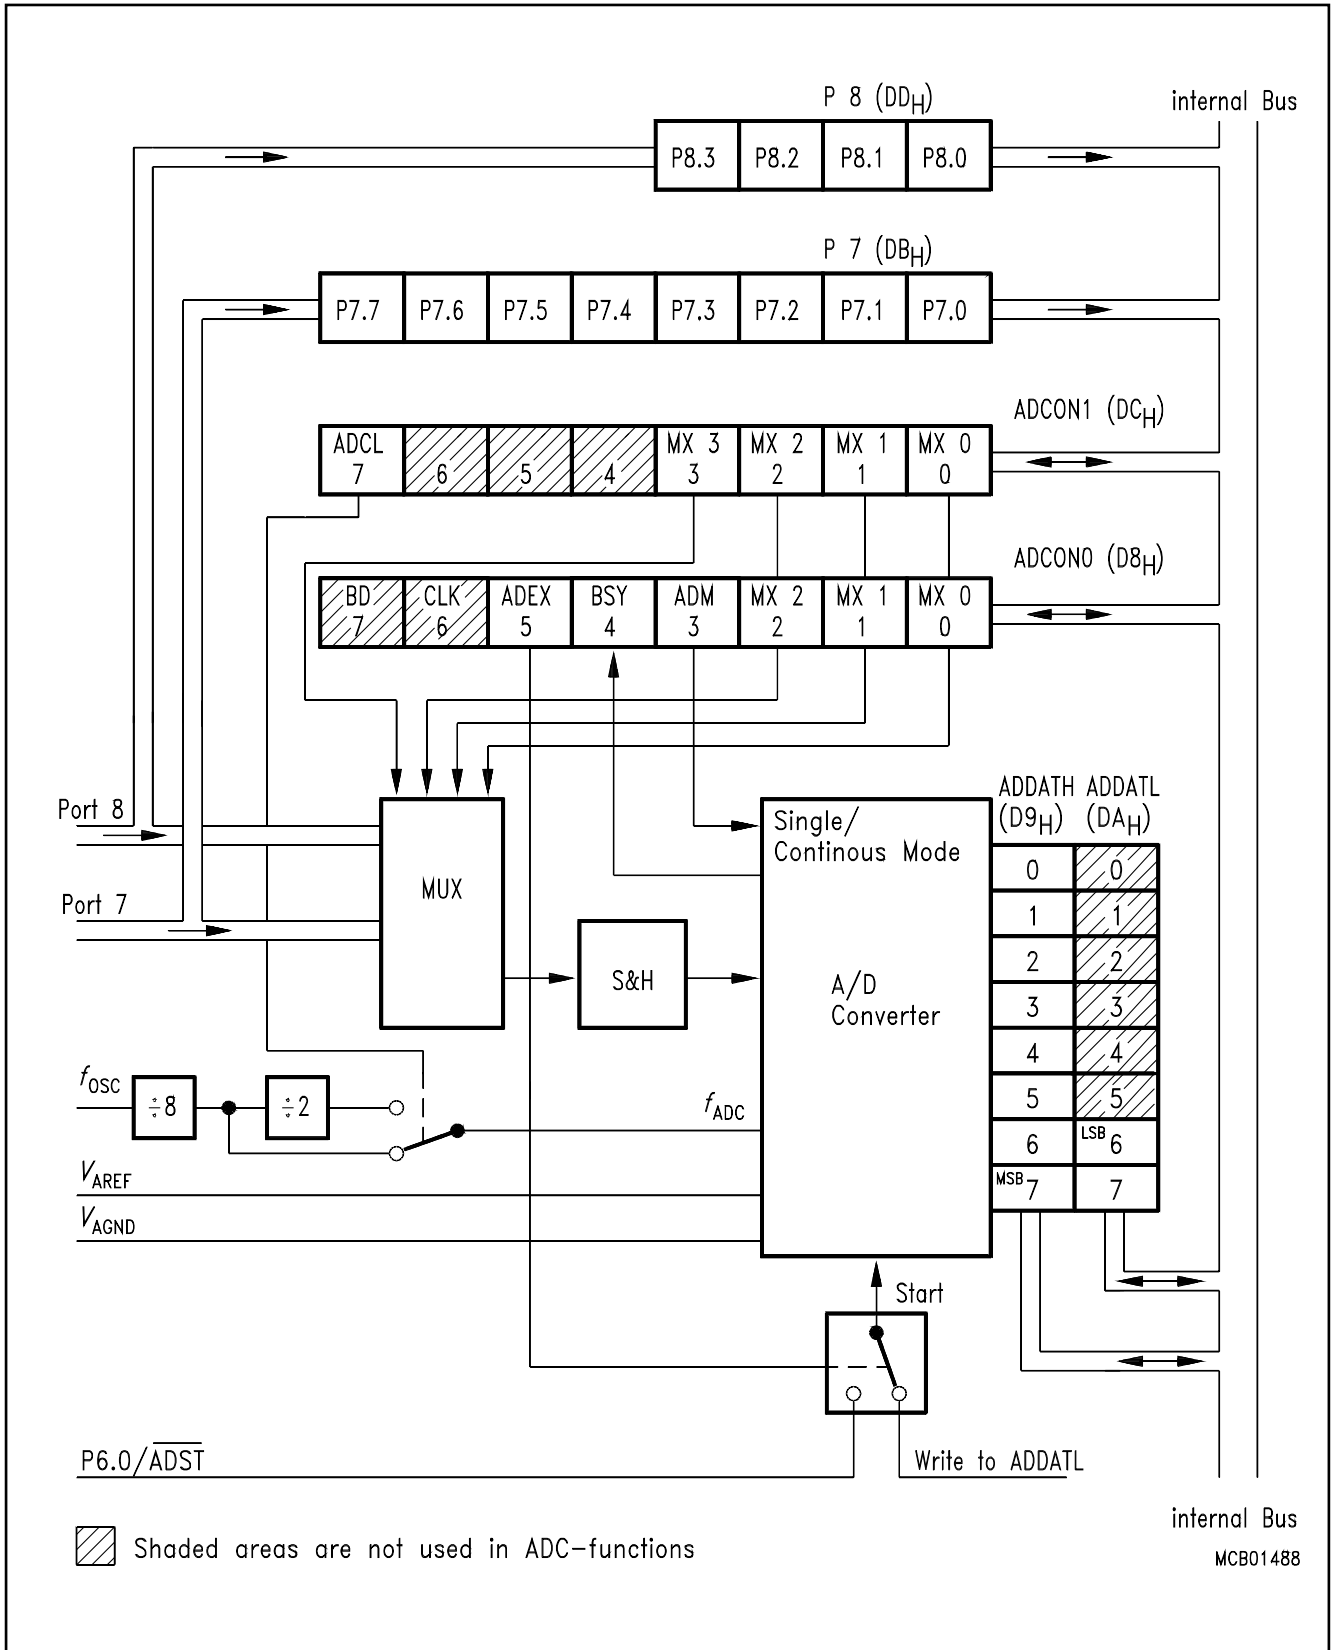 P 8 (DDH)
internal Bus
P8.3 P8.2 P8.1 P8.0
P 7 (DBH)
P7.7 P7.6 P7.5 P7.4 P7.3 P7.2 P7.1 P7.0
ADCON1 (DCH)
ADCL MX 3 MX 2 MX 1 MX 0
7 6 5 4 3 2 1 0
ADCON0 (D8H)
BD CLK ADEX BSY ADM MX 2 MX 1 MX 0
7 6 5 4 3 2 1 0
ADDATH ADDATL
(D9H) (DAH)
Port 8
Single/
Continous Mode
0 0
MUX
Port 7
1 1
2 2
S&H
A/D
Converter
3 3
4 4
fOSC
÷8 ÷2
fADC
5 5
LSB
6 6
VAREF
MSB
7 7
VAGND
Start
P6.0/ADST
Write to ADDATL
internal Bus
Shaded areas are not used in ADC-functions
MCB01488